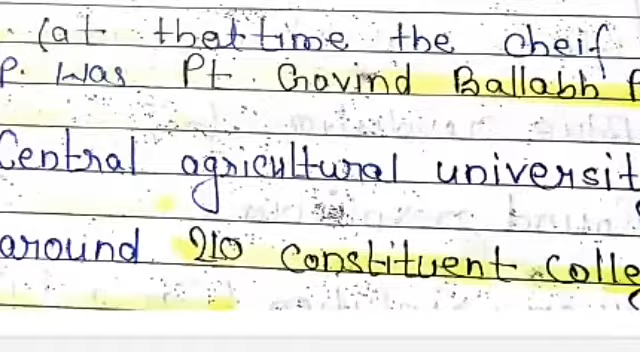 (at that time the cheif
P. was Pt. Govind Ballabh
Central agricultural universit
around 210 Constituent colle